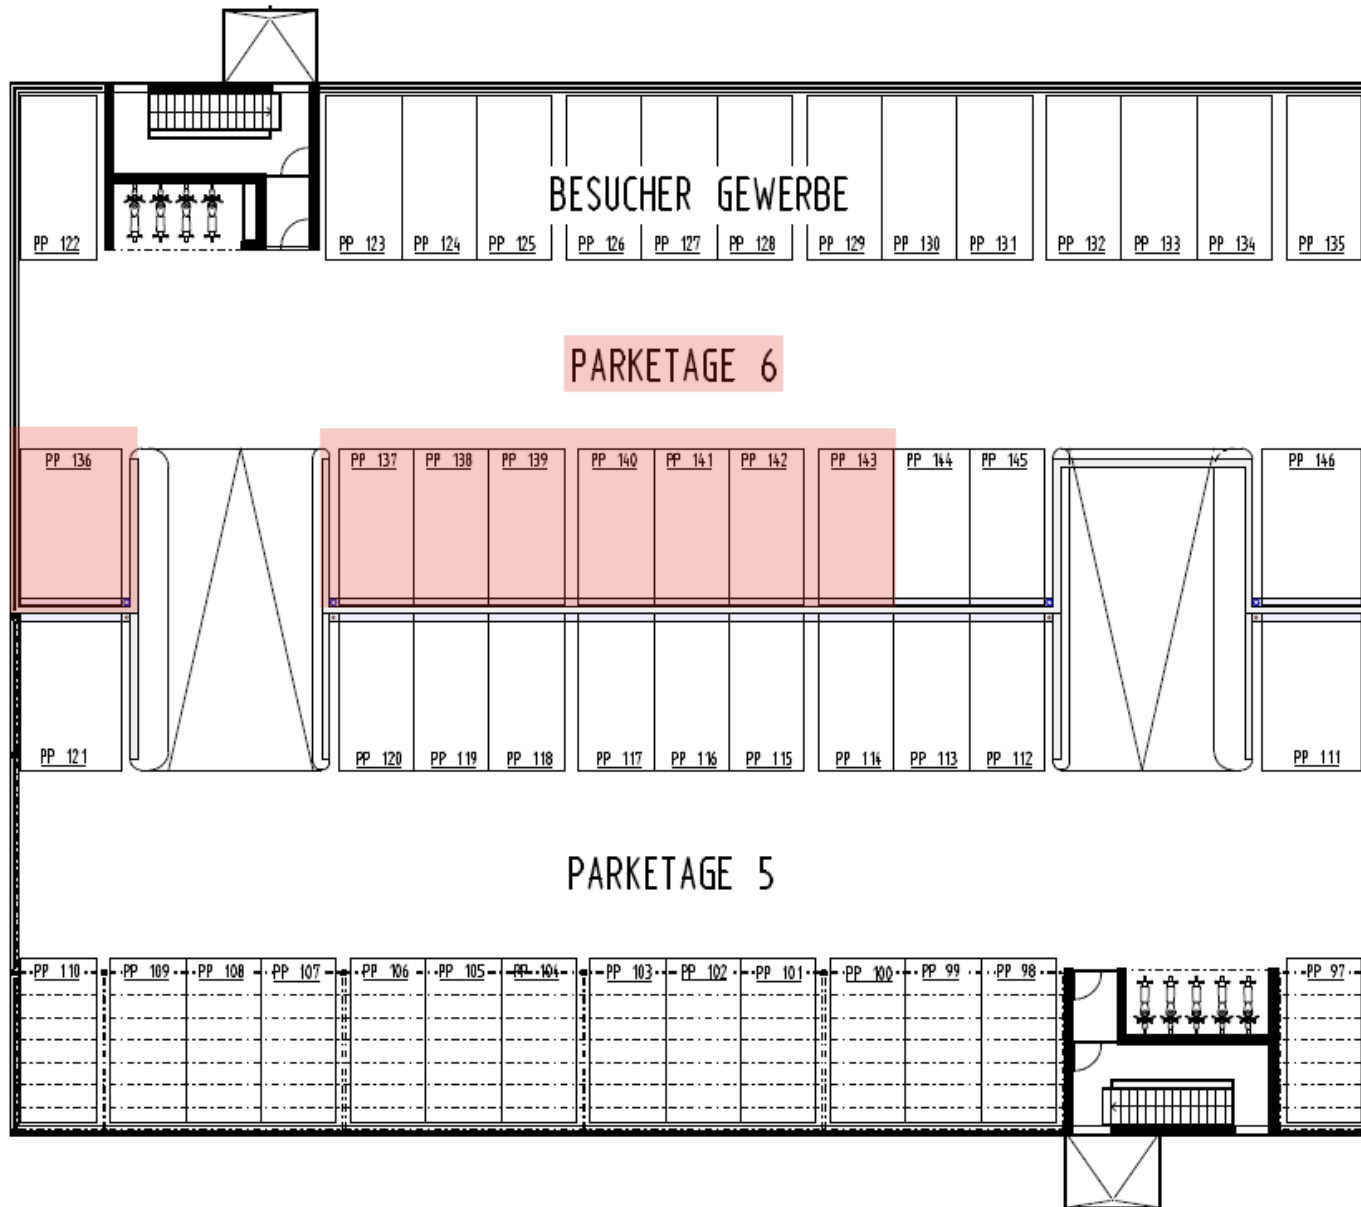 BESUCHER GEWERBE
PP 122 PP 123 PP 124 PP 125 PP 126 PP 127 PP 128 PP 129 PP 130 PP 131 PP 132 PP 133 PP 134 PP 135
PARKETAGE 6
PP 136 PP 137 PP 138 PP 139 PP 140 PP 141 PP 142 PP 143 PP 144 PP 145 PP 146
PP 121 PP 120 PP 119 PP 118 PP 117 PP 116 PP 115 PP 114 PP 113 PP 112 PP 111
PARKETAGE 5
PP 110 PP 109 PP 108 PP 107 PP 106 PP 105 PP 104 PP 103 PP 102 PP 101 PP 100 PP 99 PP 98 PP 97